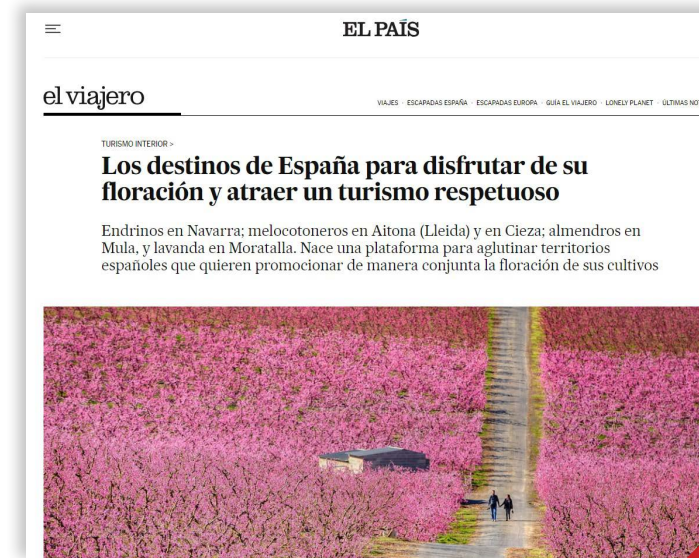 EL PAÍS
el viajero
VIAJES · ESCAPADAS ESPAÑA · ESCAPADAS EUROPA · GUÍA EL VIAJERO · LONELY PLANET · ÚLTIMAS NOT
TURISMO INTERIOR >
Los destinos de España para disfrutar de su
floración y atraer un turismo respetuoso
Endrinos en Navarra; melocotoneros en Aitona (Lleida) y en Cieza; almendros en
Mula, y lavanda en Moratalla. Nace una plataforma para aglutinar territorios
españoles que quieren promocionar de manera conjunta la floración de sus cultivos